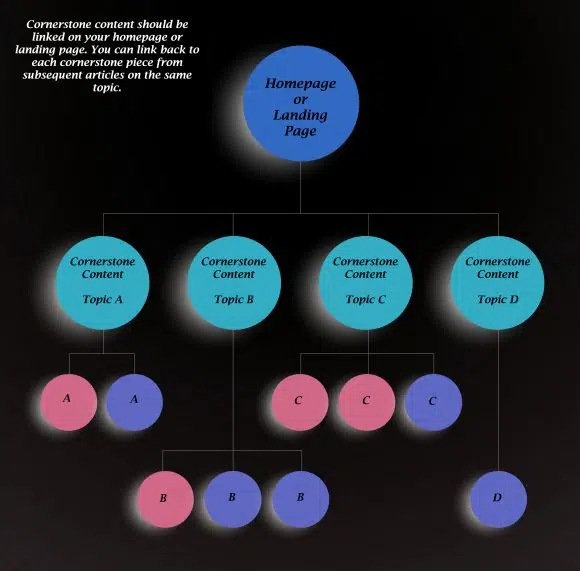 Cornerstone content should be
linked on your homepage or
landing page. You can link back to
each cornerstone piece from
subsequent articles on the same
topic.
Homepage
or
Landing
Page
Cornerstone
Content
Topic A
Cornerstone
Content
Topic B
Cornerstone
Content
Topic C
Cornerstone
Content
Topic D
A
A
C
C
C
B
B
B
D